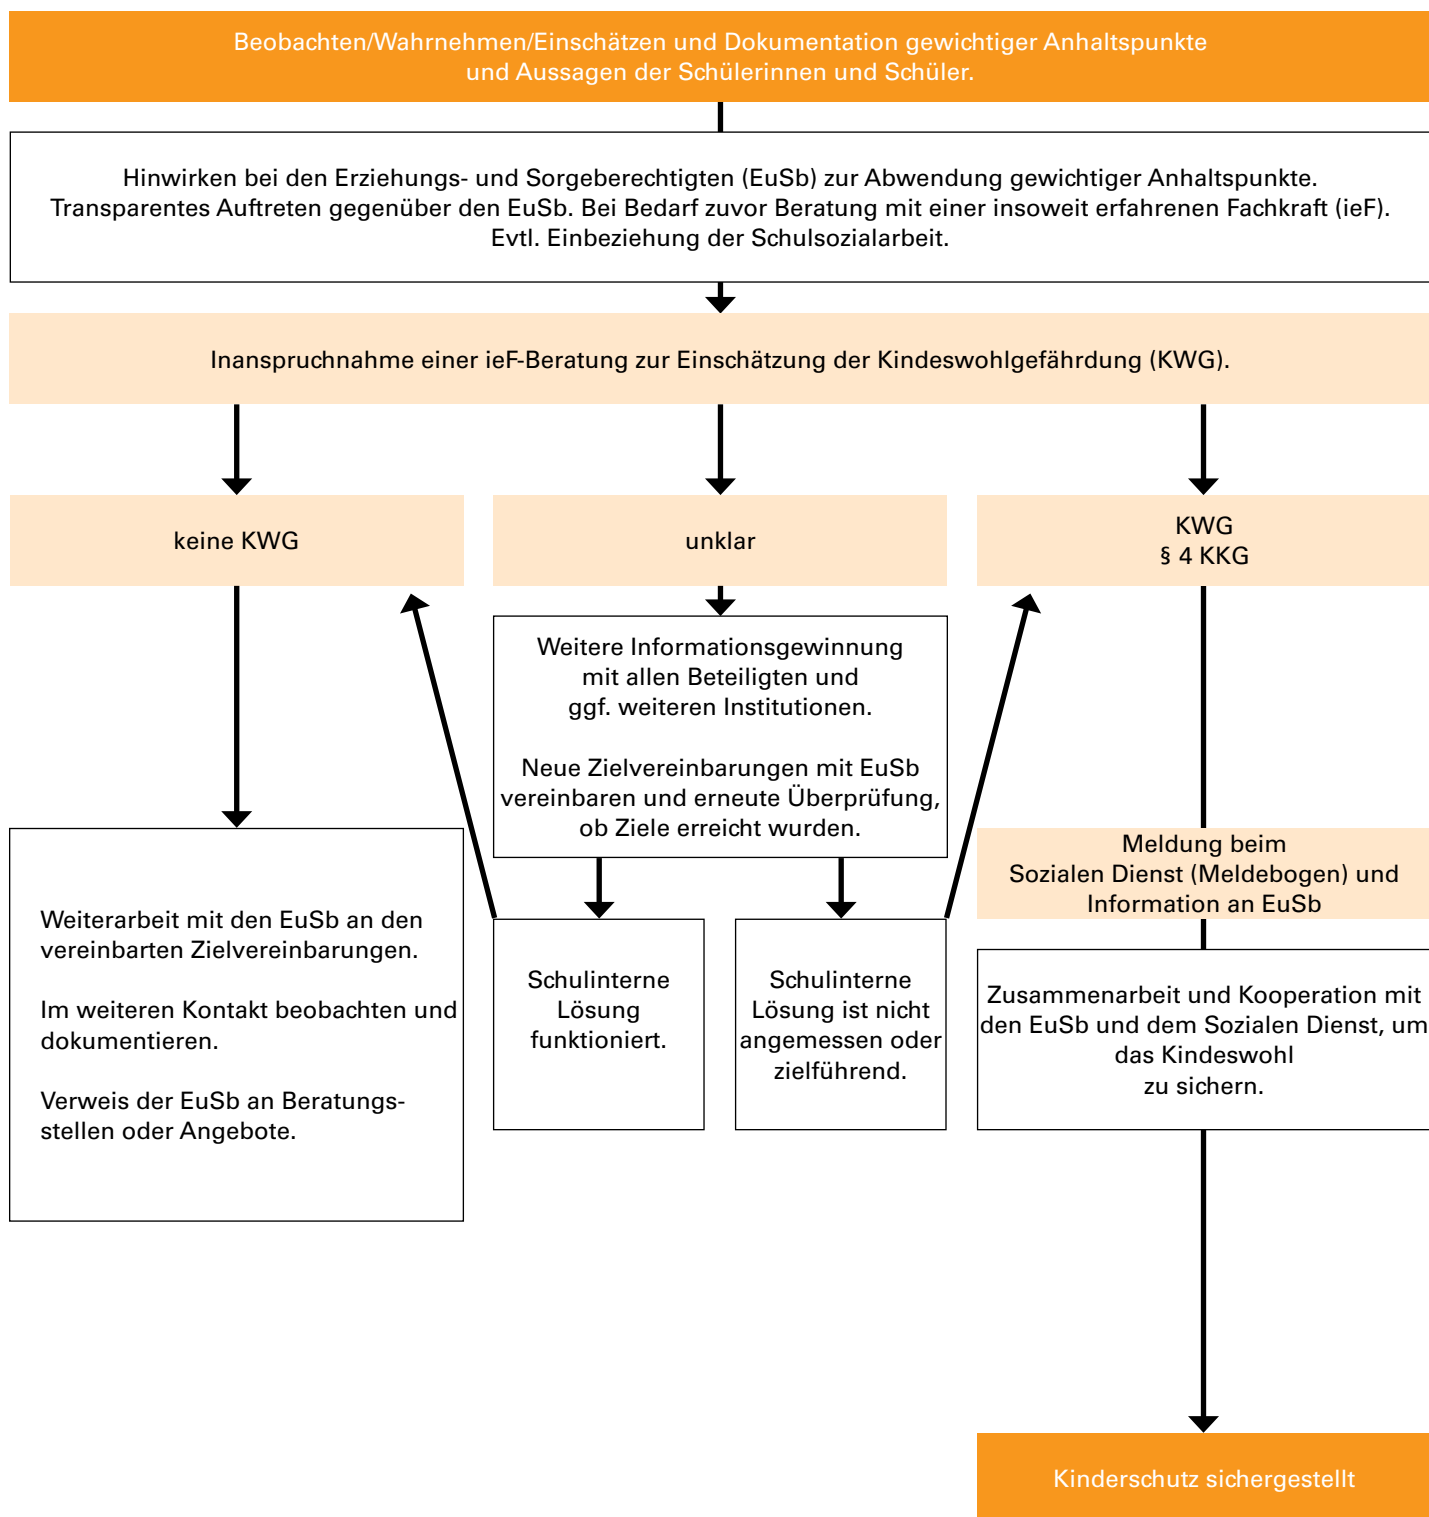 Beobachten/Wahrnehmen/Einschätzen und Dokumentation gewichtiger Anhaltspunkte
und Aussagen der Schülerinnen und Schüler.
Hinwirken bei den Erziehungs- und Sorgeberechtigten (EuSb) zur Abwendung gewichtiger Anhaltspunkte.
Transparentes Auftreten gegenüber den EuSb. Bei Bedarf zuvor Beratung mit einer insoweit erfahrenen Fachkraft (ieF).
Evtl. Einbeziehung der Schulsozialarbeit.
Inanspruchnahme einer ieF-Beratung zur Einschätzung der Kindeswohlgefährdung (KWG).
keine KWG
unklar
KWG
§ 4 KKG
Weitere Informationsgewinnung
mit allen Beteiligten und
ggf. weiteren Institutionen.
Neue Zielvereinbarungen mit EuSb
vereinbaren und erneute Überprüfung,
ob Ziele erreicht wurden.
Weiterarbeit mit den EuSb an den
vereinbarten Zielvereinbarungen.
Im weiteren Kontakt beobachten und
dokumentieren.
Verweis der EuSb an Beratungs-
stellen oder Angebote.
Schulinterne
Lösung
funktioniert.
Schulinterne
Lösung ist nicht
angemessen oder
zielführend.
Meldung beim
Sozialen Dienst (Meldebogen) und
Information an EuSb
Zusammenarbeit und Kooperation mit
den EuSb und dem Sozialen Dienst, um
das Kindeswohl
zu sichern.
Kinderschutz sichergestellt